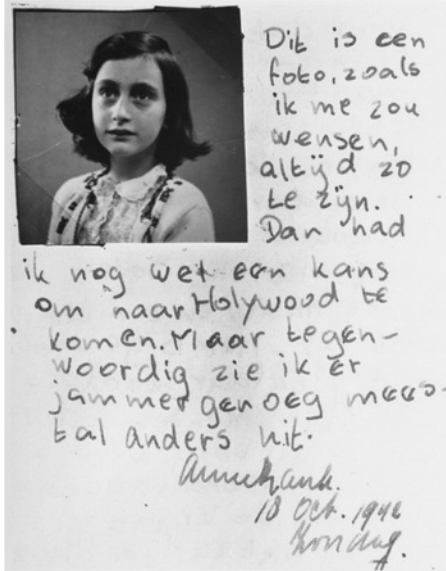 Dit is een
foto, zoals
ik me zou
wensen,
altijd zo
te zijn.
Dan had
ik nog wel een kans
om naar Holywood te
komen. Maar tegen-
woordig zie ik er
jammer genoeg mees-
tal anders uit.
Annefrank.
18 Oct. 1942
Zondag.